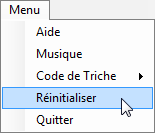 Menu
Aide
Musique
Code de Triche
Réinitialiser
Quitter